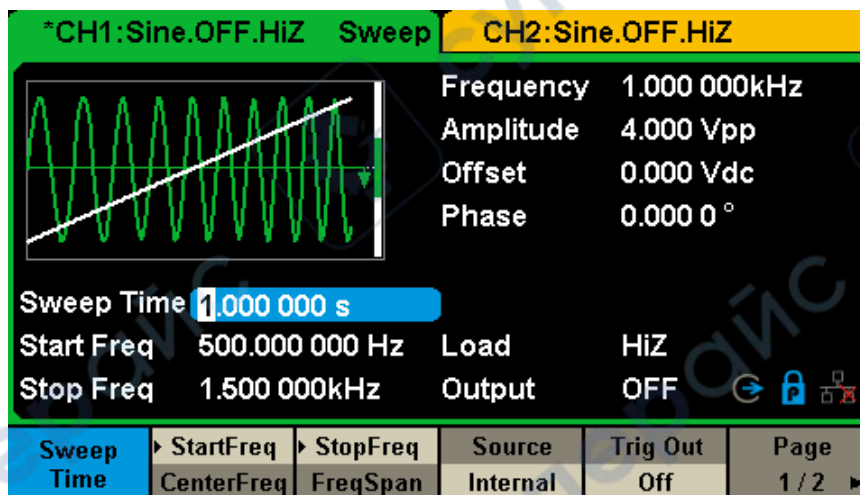 *CH1:Sine.OFF.HiZ Sweep CH2:Sine.OFF.HiZ
Frequency 1.000 000kHz
Amplitude 4.000 Vpp
Offset 0.000 Vdc
Phase 0.000 0 °
Sweep Time 1.000 000 s
Start Freq 500.000 000 Hz Load HiZ
Stop Freq 1.500 000kHz Output OFF P
Sweep Time StartFreq StopFreq Source Trig Out Page
CenterFreq FreqSpan Internal Off 1/2